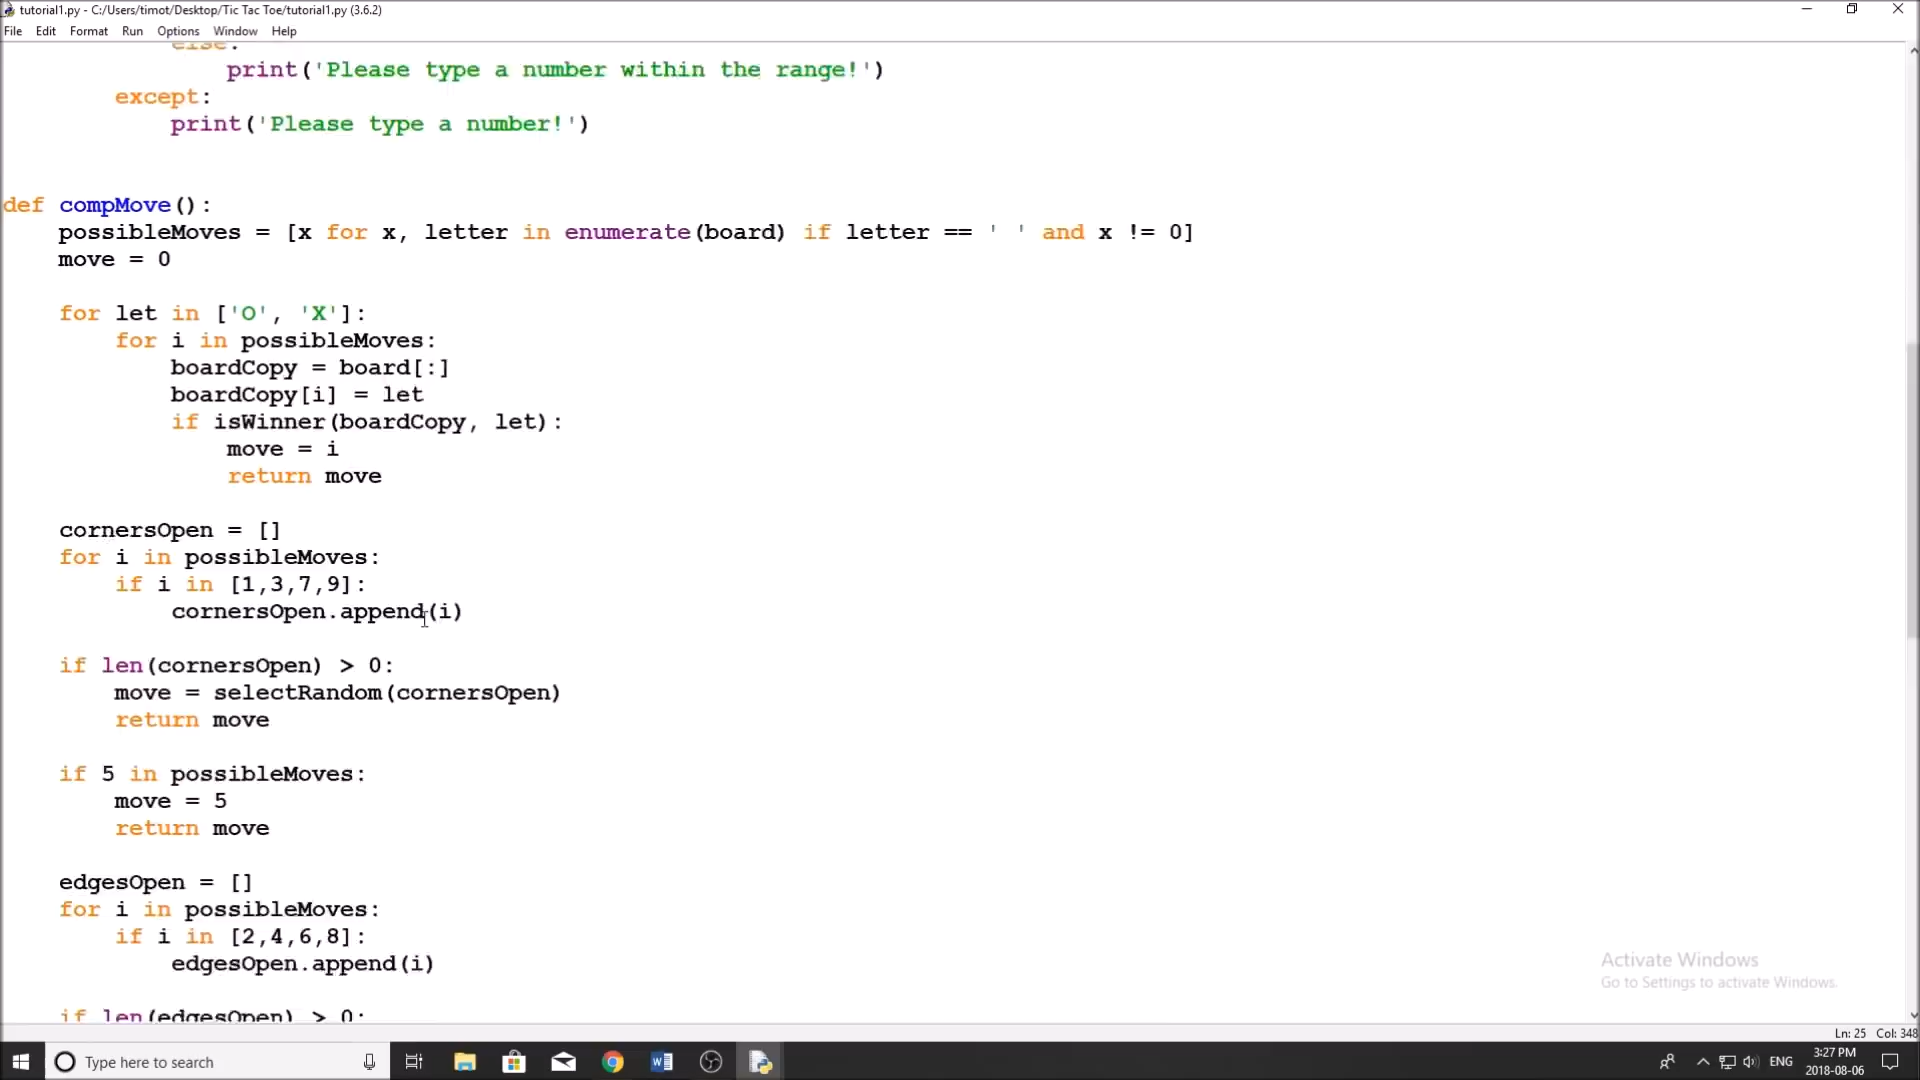 tutorial1.py - C:/Users/timot/Desktop/Tic Tac Toe/tutorial1.py (3.6.2)
File Edit Format Run Options Window Help
else:
print('Please type a number within the range!')
except:
print('Please type a number!')
def compMove():
possibleMoves = [x for x, letter in enumerate(board) if letter == ' ' and x != 0]
move = 0
for let in ['O', 'X']:
for i in possibleMoves:
boardCopy = board[:]
boardCopy[i] = let
if isWinner(boardCopy, let):
move = i
return move
cornersOpen = []
for i in possibleMoves:
if i in [1,3,7,9]:
cornersOpen.append(i)
if len(cornersOpen) > 0:
move = selectRandom(cornersOpen)
return move
if 5 in possibleMoves:
move = 5
return move
edgesOpen = []
for i in possibleMoves:
if i in [2,4,6,8]:
edgesOpen.append(i)
if len(edgesOpen) > 0:
Activate Windows
Go to Settings to activate Windows.
Ln: 25 Col: 348
Type here to search
ENG
3:27 PM
2018-08-06